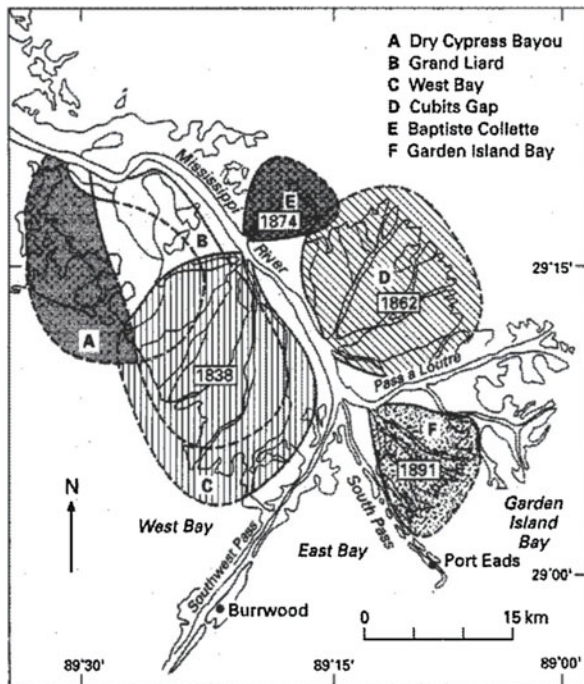 A Dry Cypress Bayou
B Grand Liard
C West Bay
D Cubits Gap
E Baptiste Collette
F Garden Island Bay
Mississippi
River
E
1874
B
29°15'
D
1862
A
Pass a Loutre
1838
F
1891
C
N
West Bay
Southwest Pass
South Pass
East Bay
Garden
Island
Bay
Port Eads
29°00'
Burrwood
0 15 km
89°30' 89°15' 89°00'